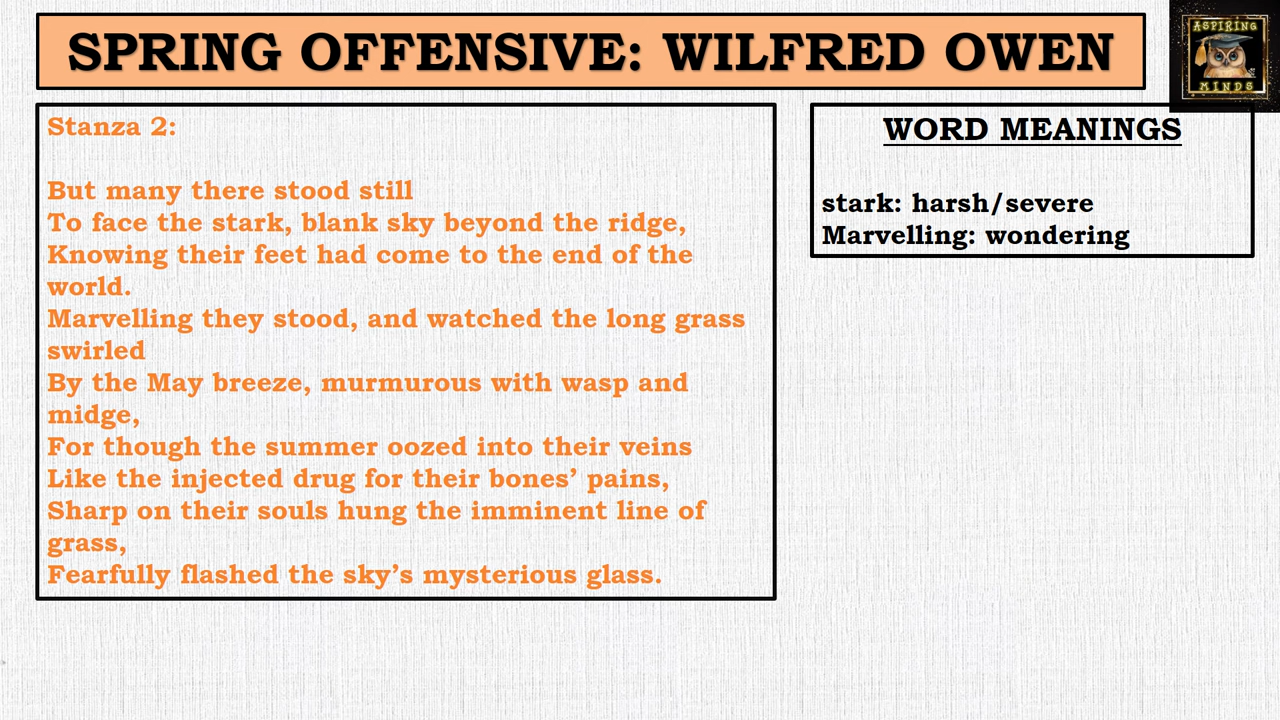 SPRING OFFENSIVE: WILFRED OWEN
ASPIRING
MINDS
Stanza 2:
But many there stood still
To face the stark, blank sky beyond the ridge,
Knowing their feet had come to the end of the
world.
Marvelling they stood, and watched the long grass
swirled
By the May breeze, murmurous with wasp and
midge,
For though the summer oozed into their veins
Like the injected drug for their bones’ pains,
Sharp on their souls hung the imminent line of
grass,
Fearfully flashed the sky’s mysterious glass.
WORD MEANINGS
stark: harsh/severe
Marvelling: wondering